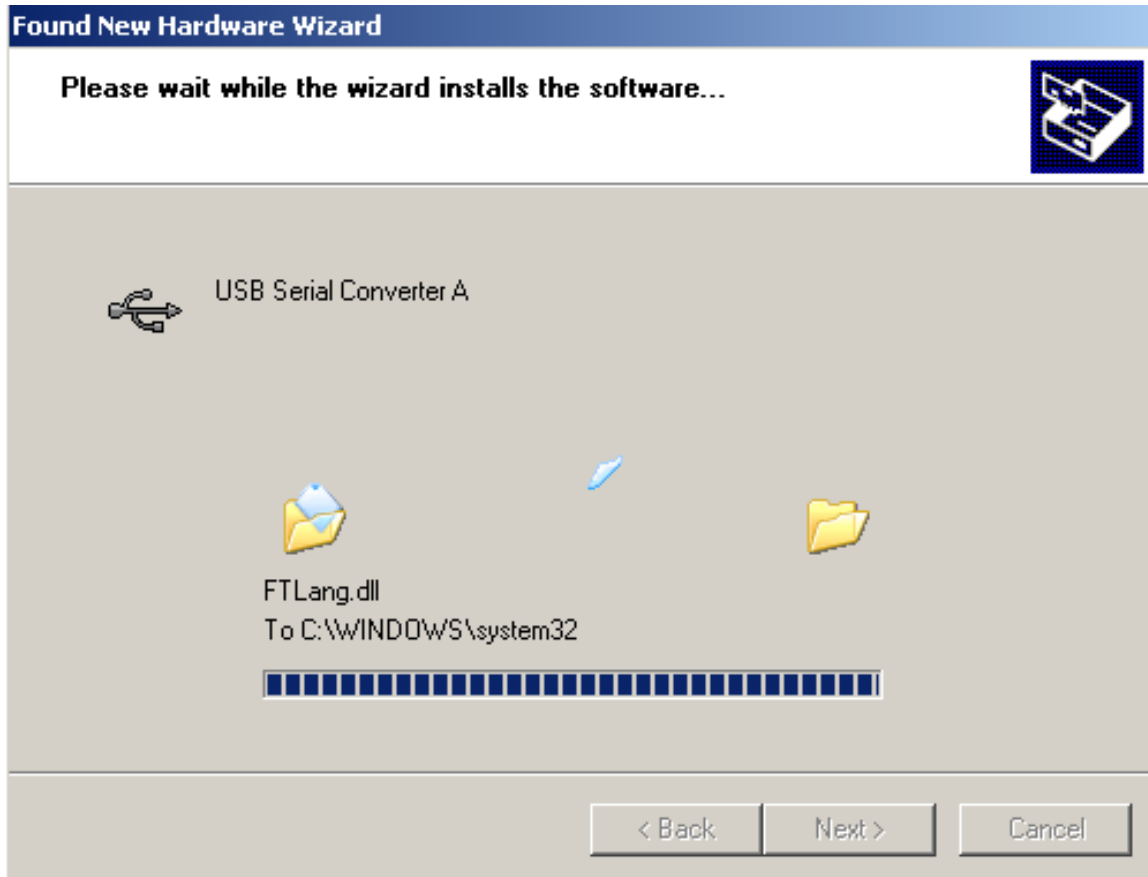 Found New Hardware Wizard
Please wait while the wizard installs the software...
USB Serial Converter A
FTLang.dll
To C:\WINDOWS\system32
< Back
Next >
Cancel